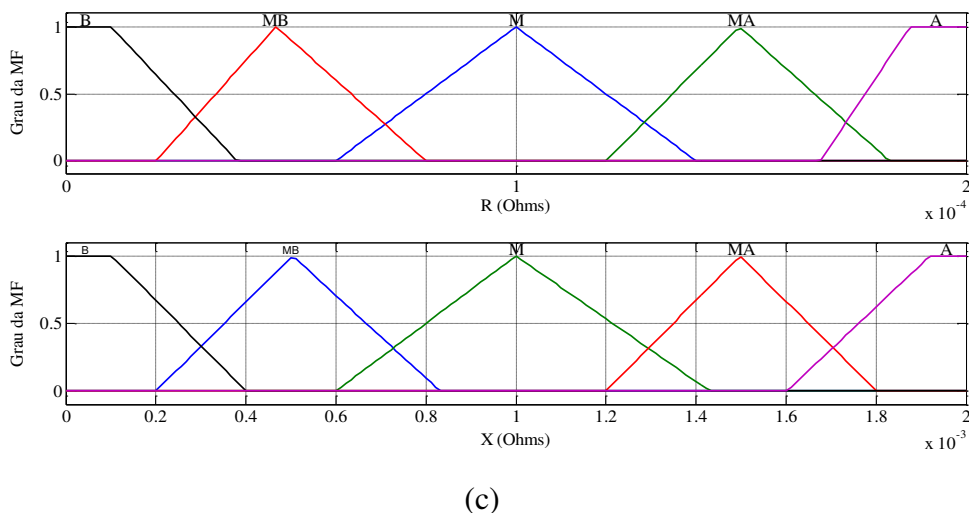 B MB M MA A
1
0.5
0
Grau da MF
0 1 2
R (Ohms)
x 10^-4
B MB M MA A
1
0.5
0
Grau da MF
0 0.2 0.4 0.6 0.8 1 1.2 1.4 1.6 1.8 2
X (Ohms)
x 10^-3
(c)